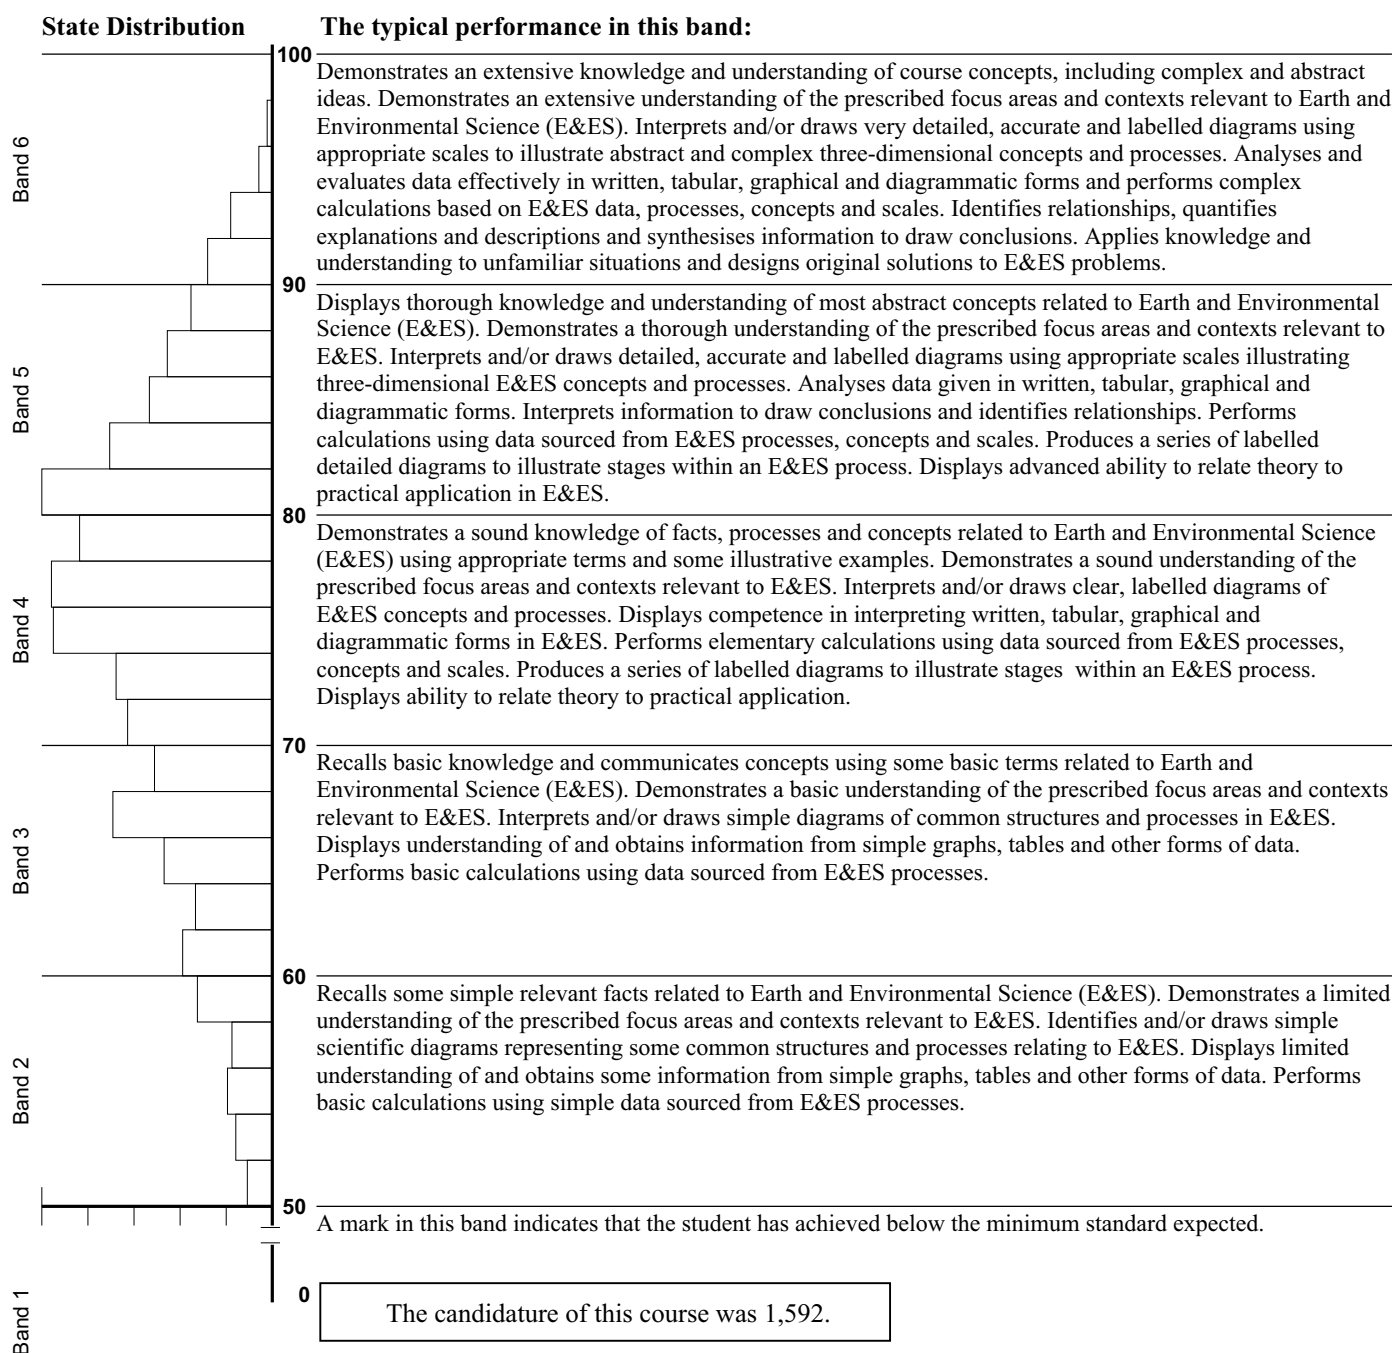 State Distribution
The typical performance in this band:
100
Demonstrates an extensive knowledge and understanding of course concepts, including complex and abstract
ideas. Demonstrates an extensive understanding of the prescribed focus areas and contexts relevant to Earth and
Environmental Science (E&ES). Interprets and/or draws very detailed, accurate and labelled diagrams using
appropriate scales to illustrate abstract and complex three-dimensional concepts and processes. Analyses and
evaluates data effectively in written, tabular, graphical and diagrammatic forms and performs complex
calculations based on E&ES data, processes, concepts and scales. Identifies relationships, quantifies
explanations and descriptions and synthesises information to draw conclusions. Applies knowledge and
understanding to unfamiliar situations and designs original solutions to E&ES problems.
Band 6
90
Displays thorough knowledge and understanding of most abstract concepts related to Earth and Environmental
Science (E&ES). Demonstrates a thorough understanding of the prescribed focus areas and contexts relevant to
E&ES. Interprets and/or draws detailed, accurate and labelled diagrams using appropriate scales illustrating
three-dimensional E&ES concepts and processes. Analyses data given in written, tabular, graphical and
diagrammatic forms. Interprets information to draw conclusions and identifies relationships. Performs
calculations using data sourced from E&ES processes, concepts and scales. Produces a series of labelled
detailed diagrams to illustrate stages within an E&ES process. Displays advanced ability to relate theory to
practical application in E&ES.
Band 5
80
Demonstrates a sound knowledge of facts, processes and concepts related to Earth and Environmental Science
(E&ES) using appropriate terms and some illustrative examples. Demonstrates a sound understanding of the
prescribed focus areas and contexts relevant to E&ES. Interprets and/or draws clear, labelled diagrams of
E&ES concepts and processes. Displays competence in interpreting written, tabular, graphical and
diagrammatic forms in E&ES. Performs elementary calculations using data sourced from E&ES processes,
concepts and scales. Produces a series of labelled diagrams to illustrate stages within an E&ES process.
Displays ability to relate theory to practical application.
Band 4
70
Recalls basic knowledge and communicates concepts using some basic terms related to Earth and
Environmental Science (E&ES). Demonstrates a basic understanding of the prescribed focus areas and contexts
relevant to E&ES. Interprets and/or draws simple diagrams of common structures and processes in E&ES.
Displays understanding of and obtains information from simple graphs, tables and other forms of data.
Performs basic calculations using data sourced from E&ES processes.
Band 3
60
Recalls some simple relevant facts related to Earth and Environmental Science (E&ES). Demonstrates a limited
understanding of the prescribed focus areas and contexts relevant to E&ES. Identifies and/or draws simple
scientific diagrams representing some common structures and processes relating to E&ES. Displays limited
understanding of and obtains some information from simple graphs, tables and other forms of data. Performs
basic calculations using simple data sourced from E&ES processes.
Band 2
50
A mark in this band indicates that the student has achieved below the minimum standard expected.
0
Band 1
The candidature of this course was 1,592.